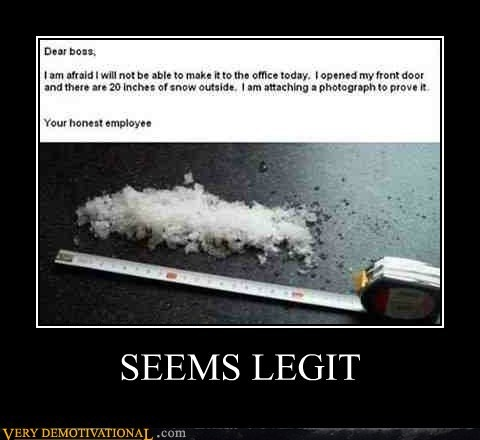 Dear boss,
I am afraid I will not be able to make it to the office today. I opened my front door
and there are 20 inches of snow outside. I am attaching a photograph to prove it.
Your honest employee
SEEMS LEGIT
VERY DEMOTIVATIONAL.com